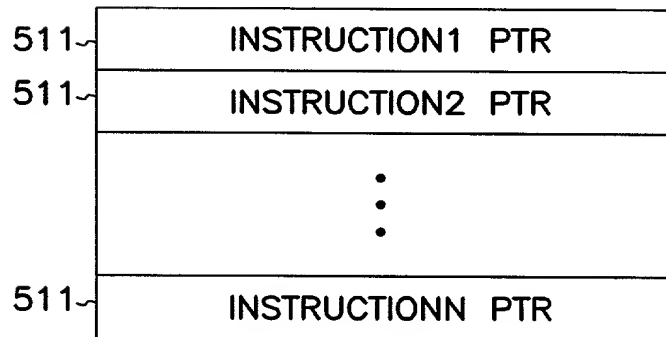 511 INSTRUCTION1 PTR
511 INSTRUCTION2 PTR
511 INSTRUCTIONN PTR